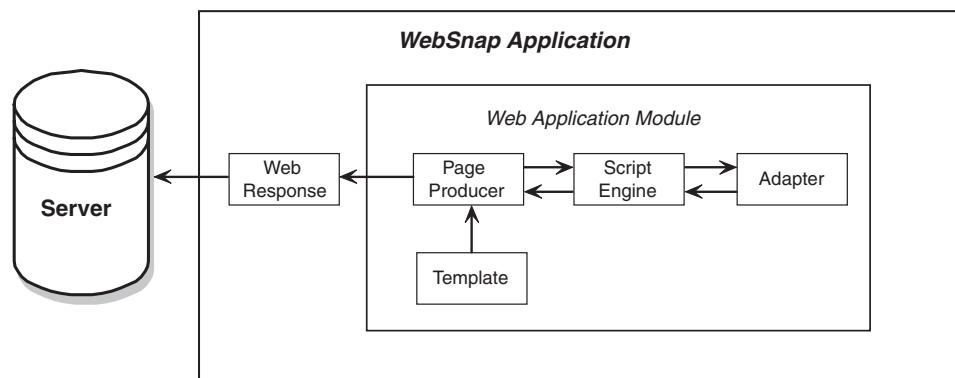 WebSnap Application
Web Application Module
Server
Web
Response
Page
Producer
Script
Engine
Adapter
Template